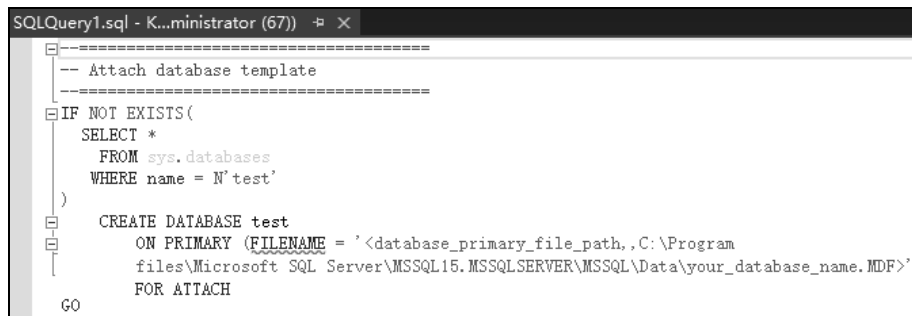 SQLQuery1.sql - K...ministrator (67))
--=====================================
-- Attach database template
--=====================================
IF NOT EXISTS(
SELECT *
FROM sys.databases
WHERE name = N'test'
)
CREATE DATABASE test
ON PRIMARY (FILENAME = '<database_primary_file_path,,C:\Program
files\Microsoft SQL Server\MSSQL15.MSSQLSERVER\MSSQL\Data\your_database_name.MDF>'
FOR ATTACH
GO